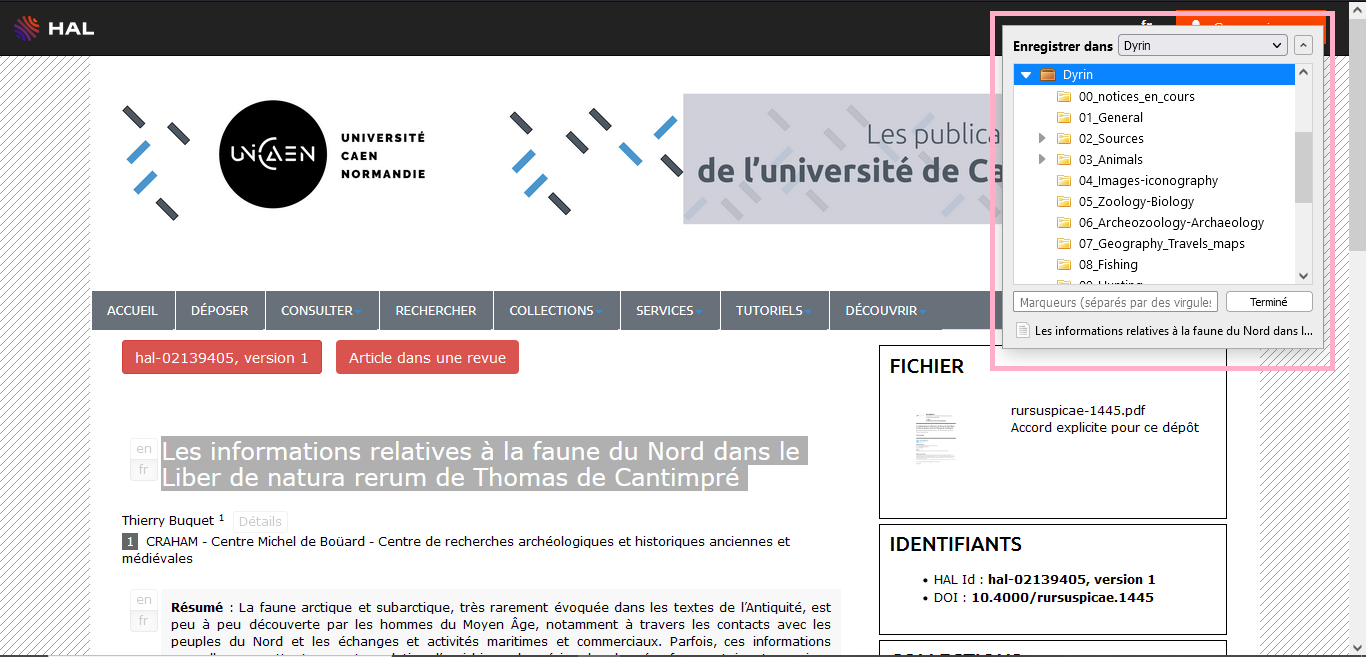 HAL
Enregistrer dans Dyrin
Dyrin
00_notices_en_cours
01_General
02_Sources
03_Animals
04_Images-iconography
05_Zoology-Biology
06_Archeozoology-Archaeology
07_Geography_Travels_maps
08_Fishing
Marqueurs (séparés par des virgules
Terminé
Les informations relatives à la faune du Nord dans l...
UNICAEN
UNIVERSITÉ
CAEN
NORMANDIE
Les publica
de l’université de Ca
ACCUEIL DÉPOSER CONSULTER RECHERCHER COLLECTIONS SERVICES TUTORIELS DÉCOUVRIR
hal-02139405, version 1 Article dans une revue
en
fr
Les informations relatives à la faune du Nord dans le
Liber de natura rerum de Thomas de Cantimpré
Thierry Buquet 1 Détails
1 CRAHAM - Centre Michel de Boüard - Centre de recherches archéologiques et historiques anciennes et
médiévales
en
fr
Résumé : La faune arctique et subarctique, très rarement évoquée dans les textes de l’Antiquité, est
peu à peu découverte par les hommes du Moyen Âge, notamment à travers les contacts avec les
peuples du Nord et les échanges et activités maritimes et commerciaux. Parfois, ces informations
FICHIER
rursuspicae-1445.pdf
Accord explicite pour ce dépôt
IDENTIFIANTS
• HAL Id : hal-02139405, version 1
• DOI : 10.4000/rursuspicae.1445